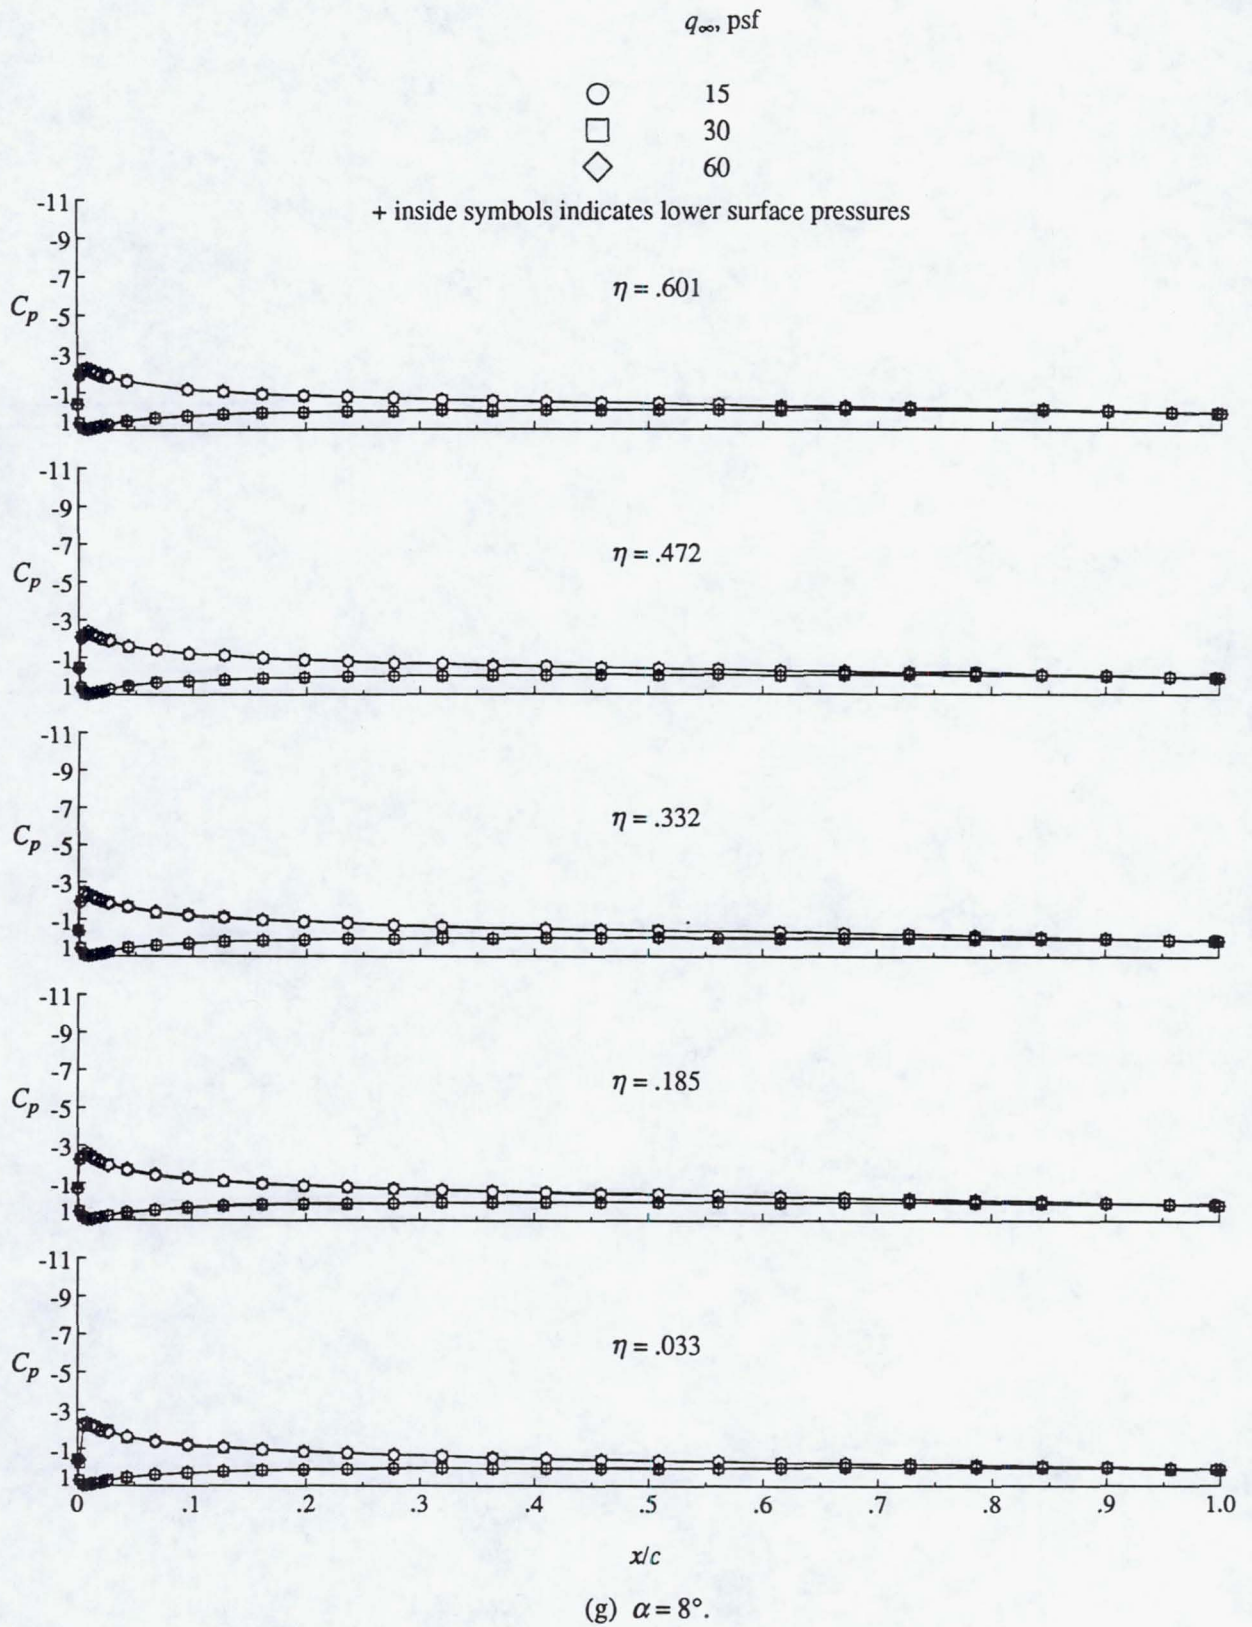 q∞, psf
15
30
60
+ inside symbols indicates lower surface pressures
-11
-9
-7
η = .601
Cp -5
-3
-1
1
-11
-9
-7
η = .472
Cp -5
-3
-1
1
-11
-9
-7
η = .332
Cp -5
-3
-1
1
-11
-9
-7
η = .185
Cp -5
-3
-1
1
-11
-9
-7
η = .033
Cp -5
-3
-1
1
0 .1 .2 .3 .4 .5 .6 .7 .8 .9 1.0
x/c
(g) α = 8°.